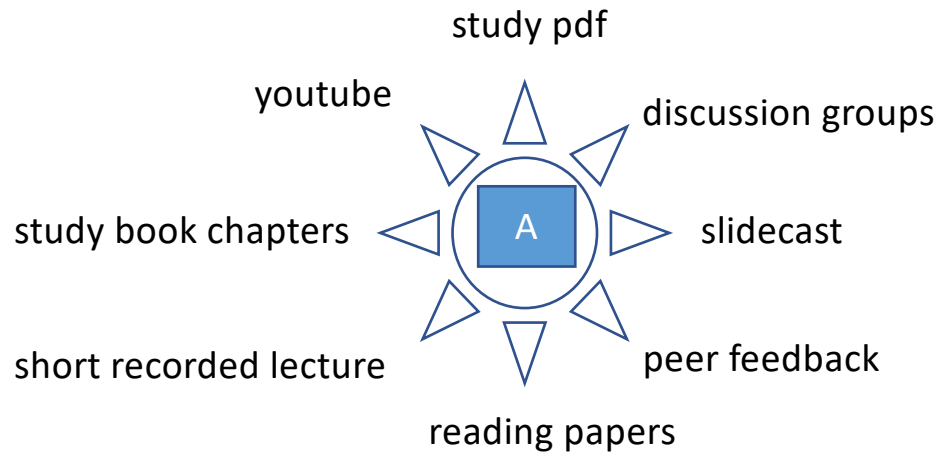 study pdf
youtube
discussion groups
A
study book chapters
slidecast
short recorded lecture
peer feedback
reading papers